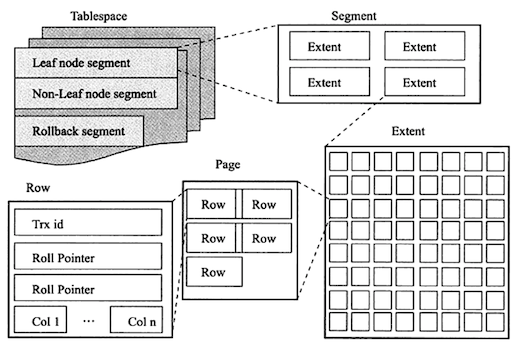 Tablespace
Segment
Leaf node segment
Non-Leaf node segment
Rollback segment
Extent Extent
Extent Extent
Extent
Page
Row Row
Row Row
Row
Row
Trx id
Roll Pointer
Roll Pointer
Col 1 ... Col n